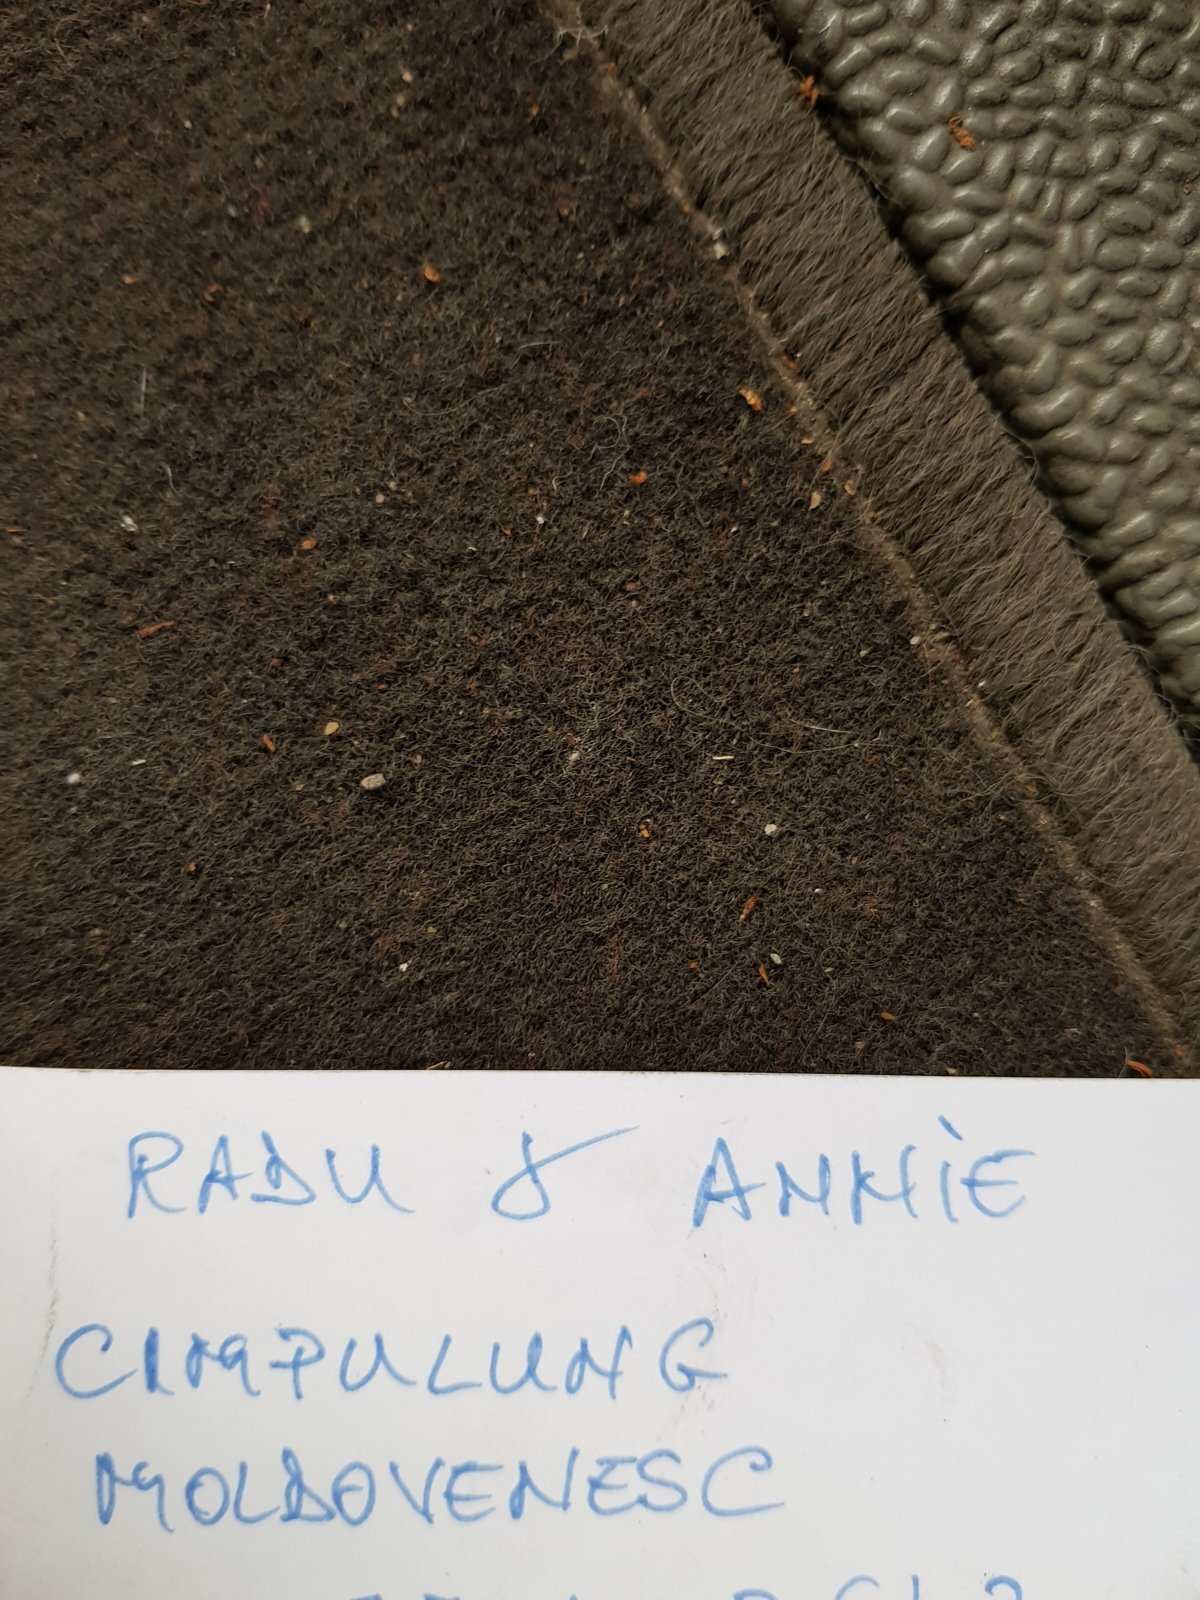 RADU & ANNIE
CIMPULUNG
MOLDOVENESC